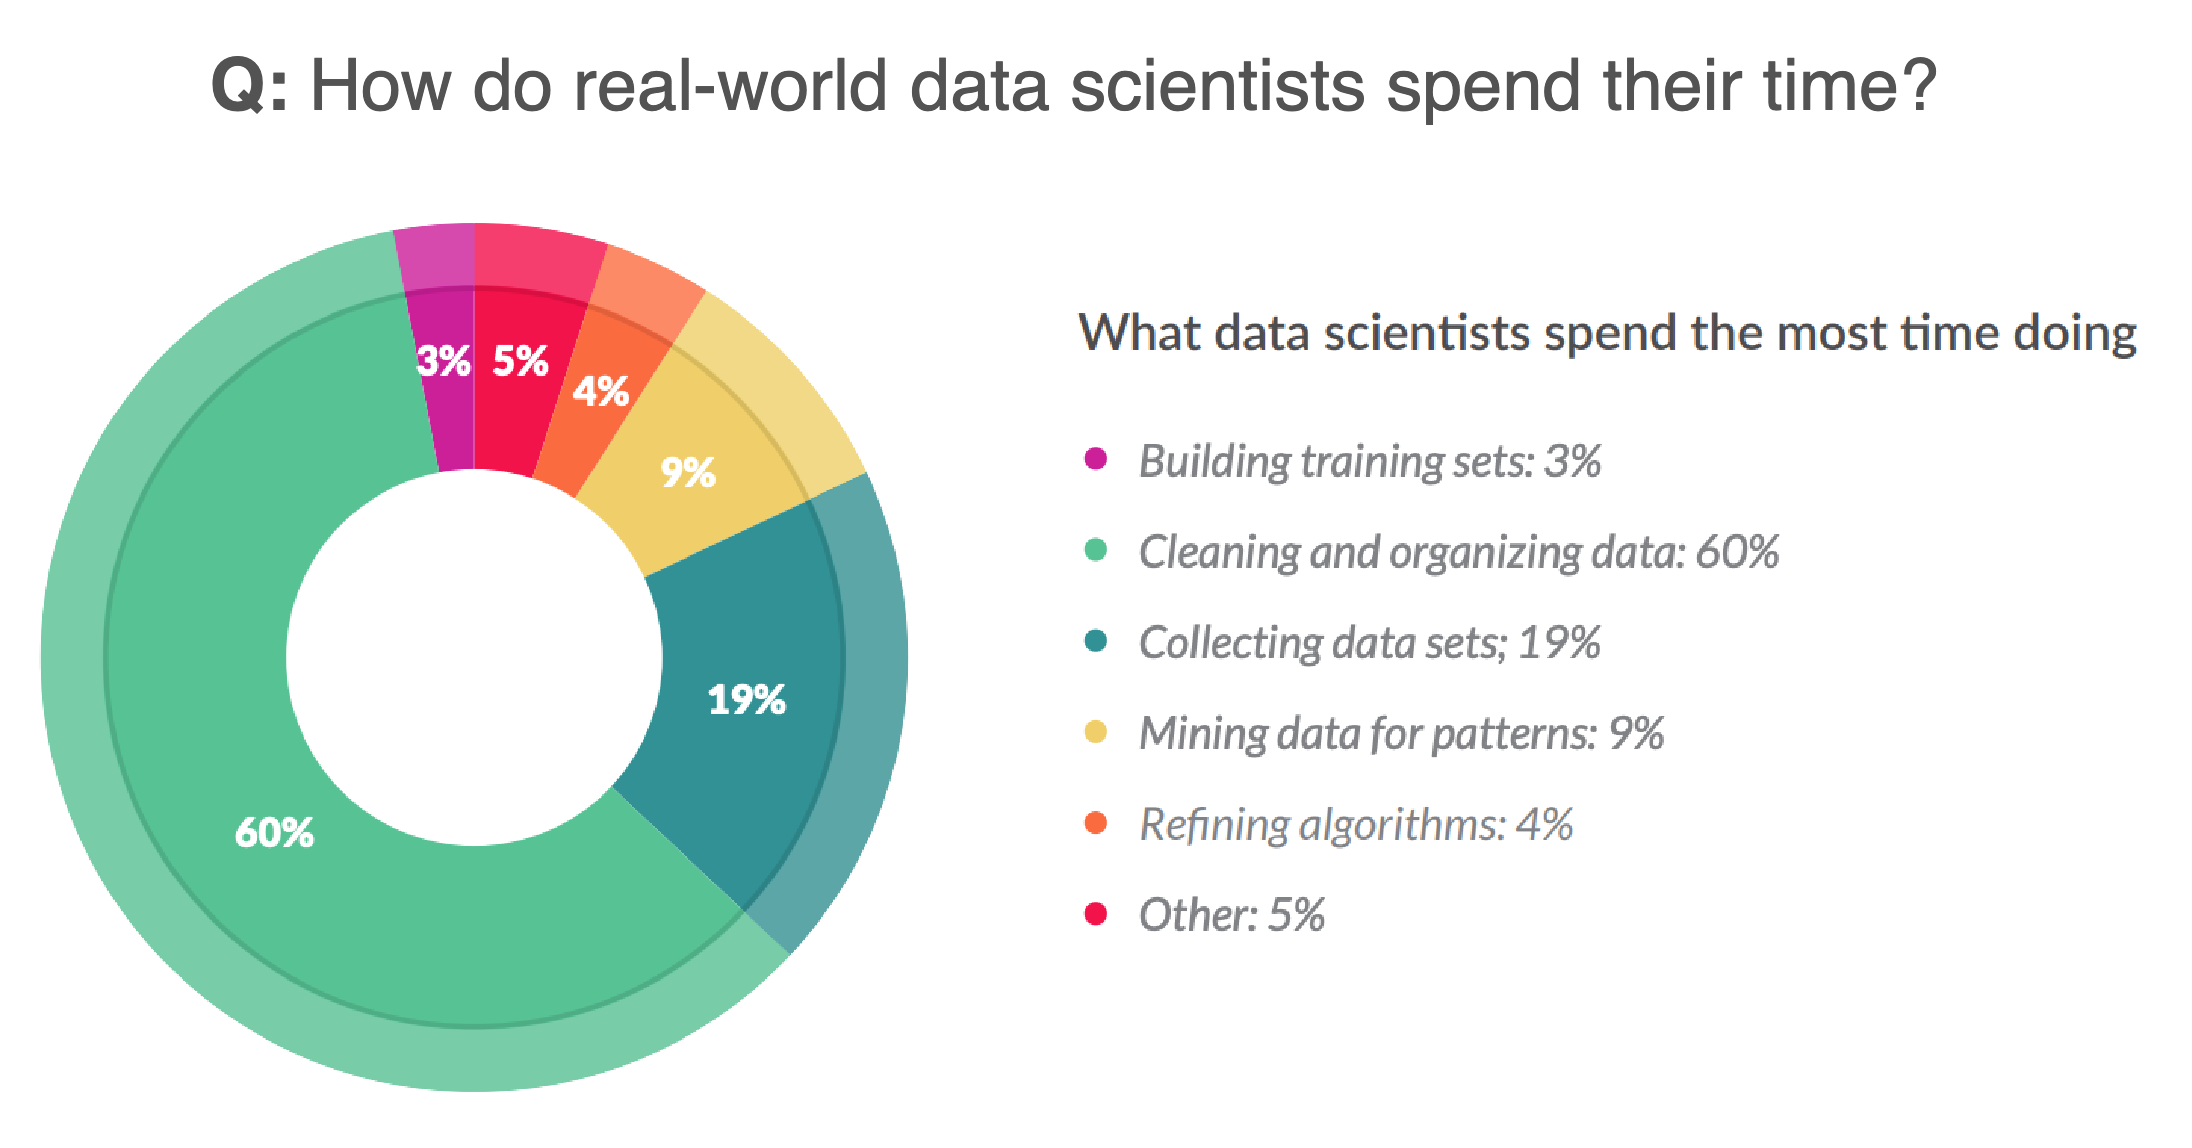 Q: How do real-world data scientists spend their time?
3%
5%
4%
9%
19%
60%
What data scientists spend the most time doing
Building training sets: 3%
Cleaning and organizing data: 60%
Collecting data sets; 19%
Mining data for patterns: 9%
Refining algorithms: 4%
Other: 5%